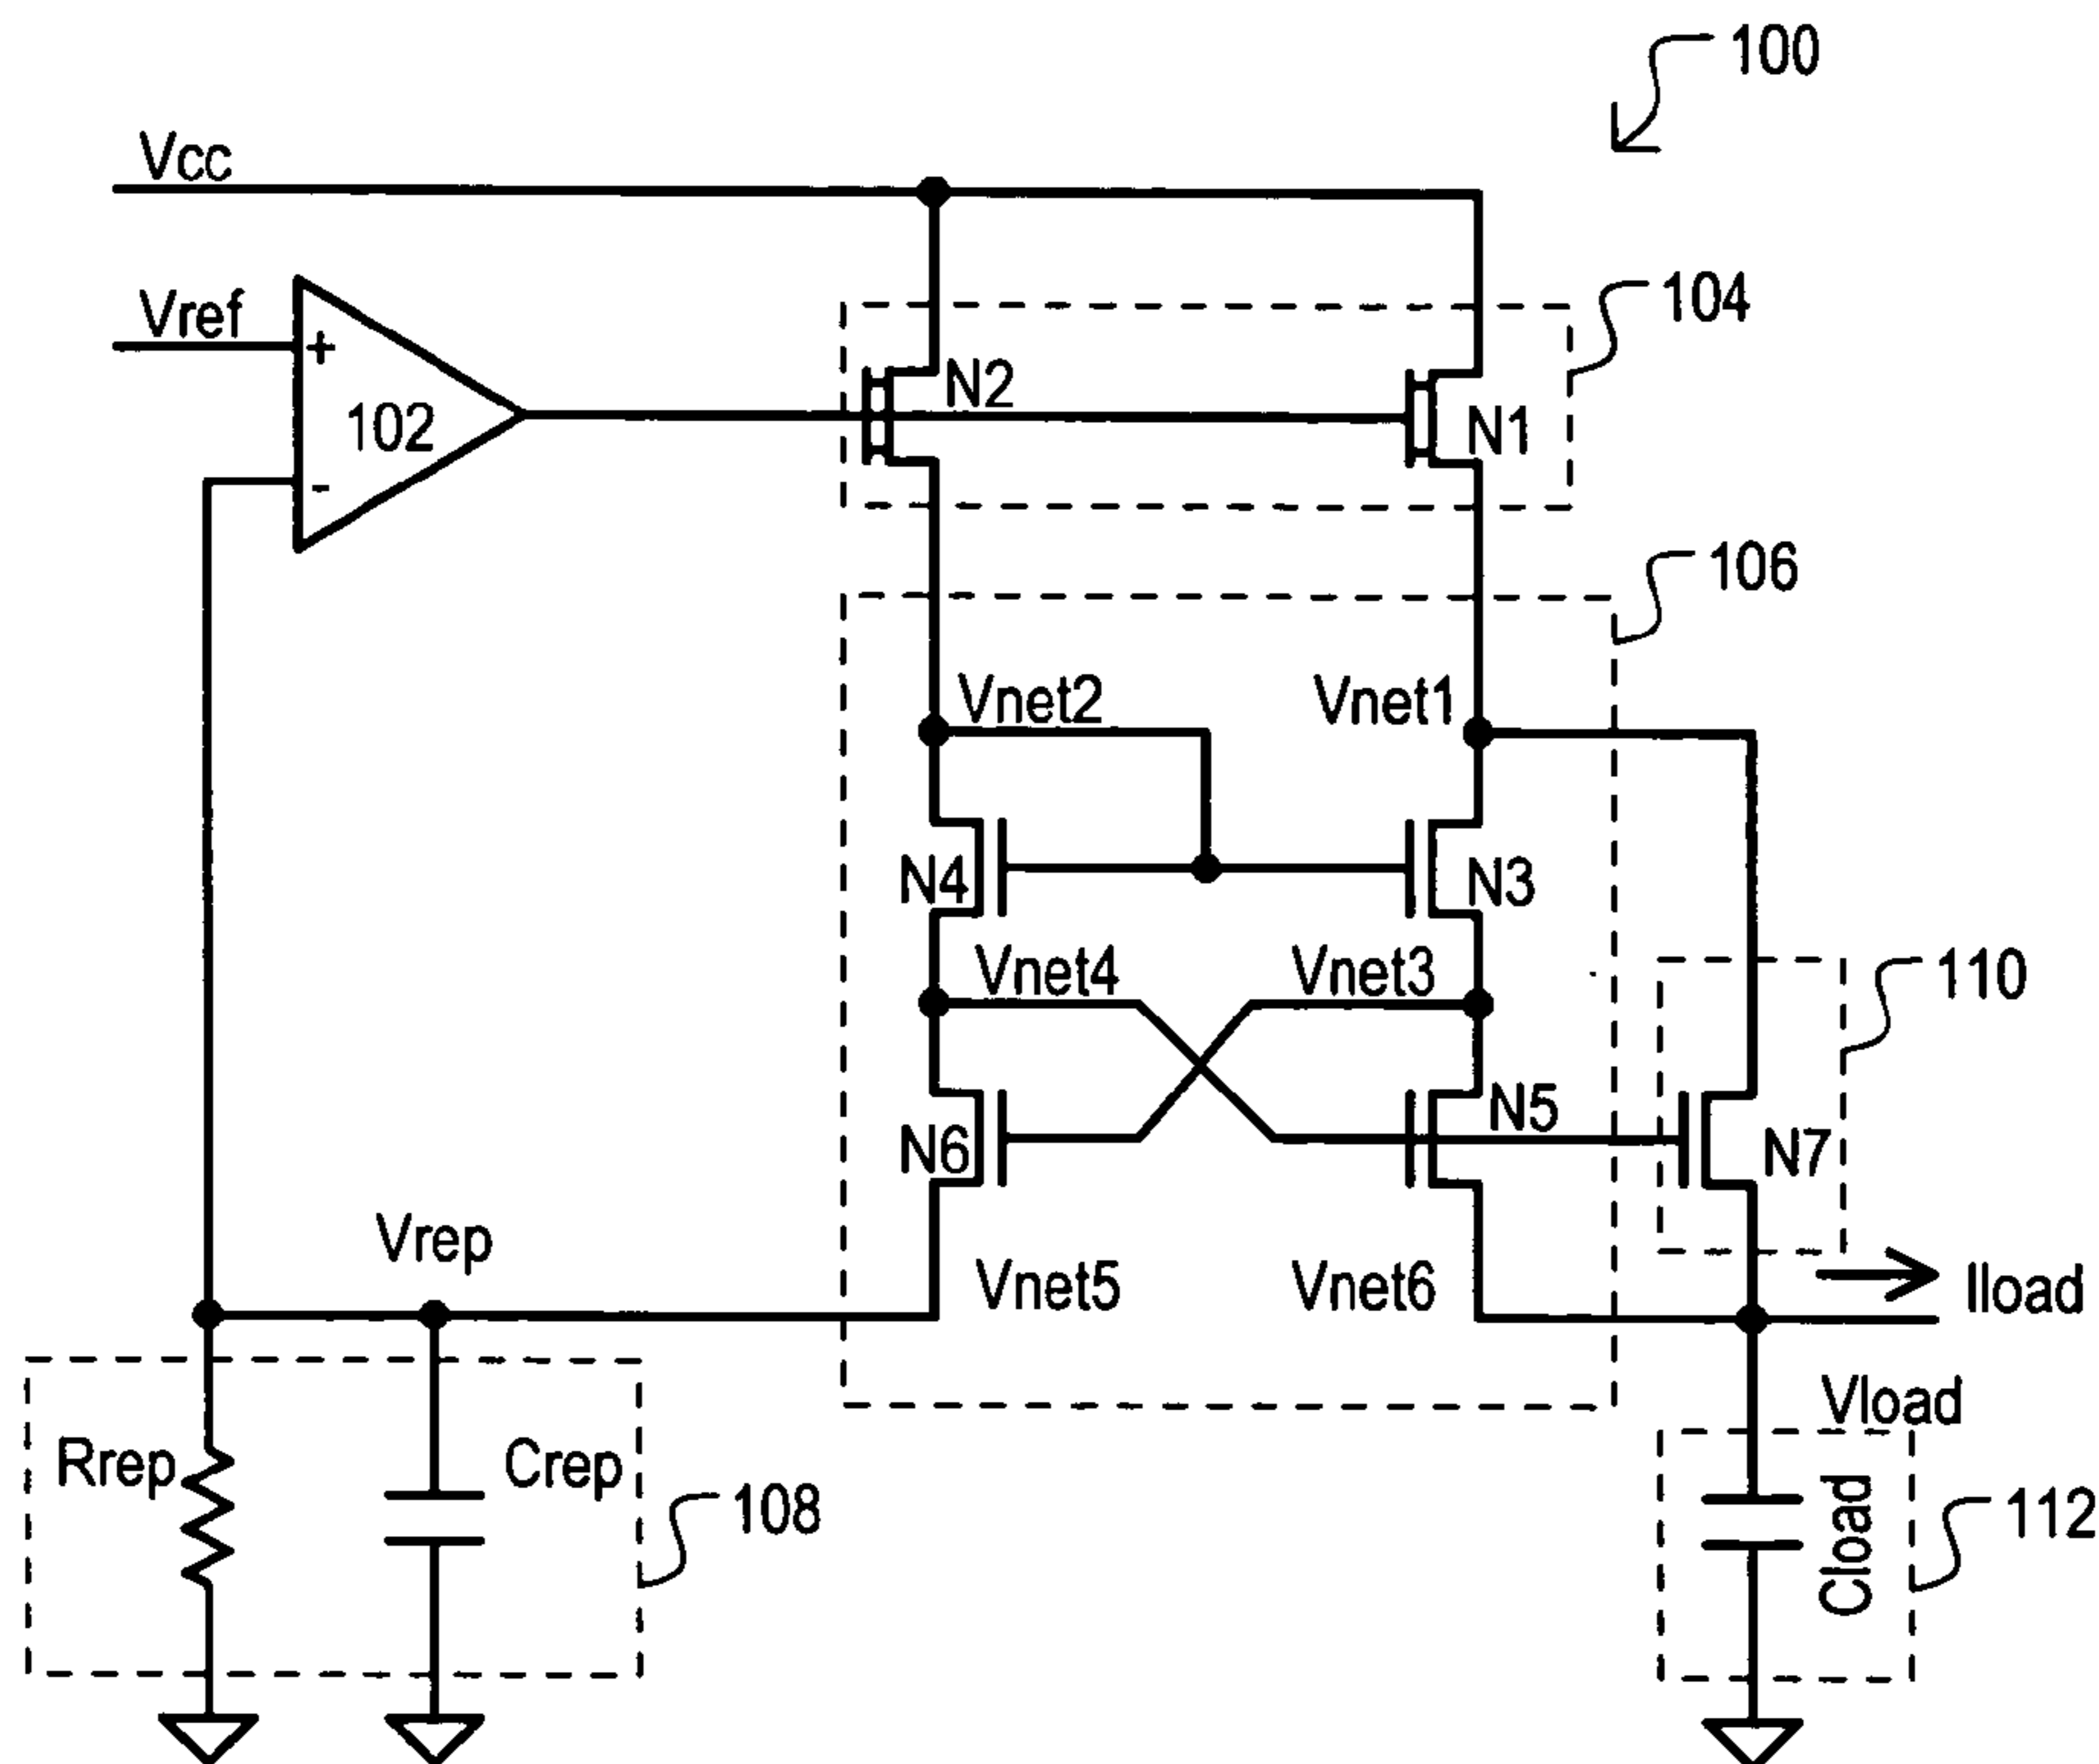 100
Vcc
Vref
+
102
-
104
N2
N1
106
Vnet2
Vnet1
N4
N3
Vnet4
Vnet3
110
N6
N5
N7
Vrep
Vnet5
Vnet6
Iload
Vload
Rrep
Crep
108
Cload
112